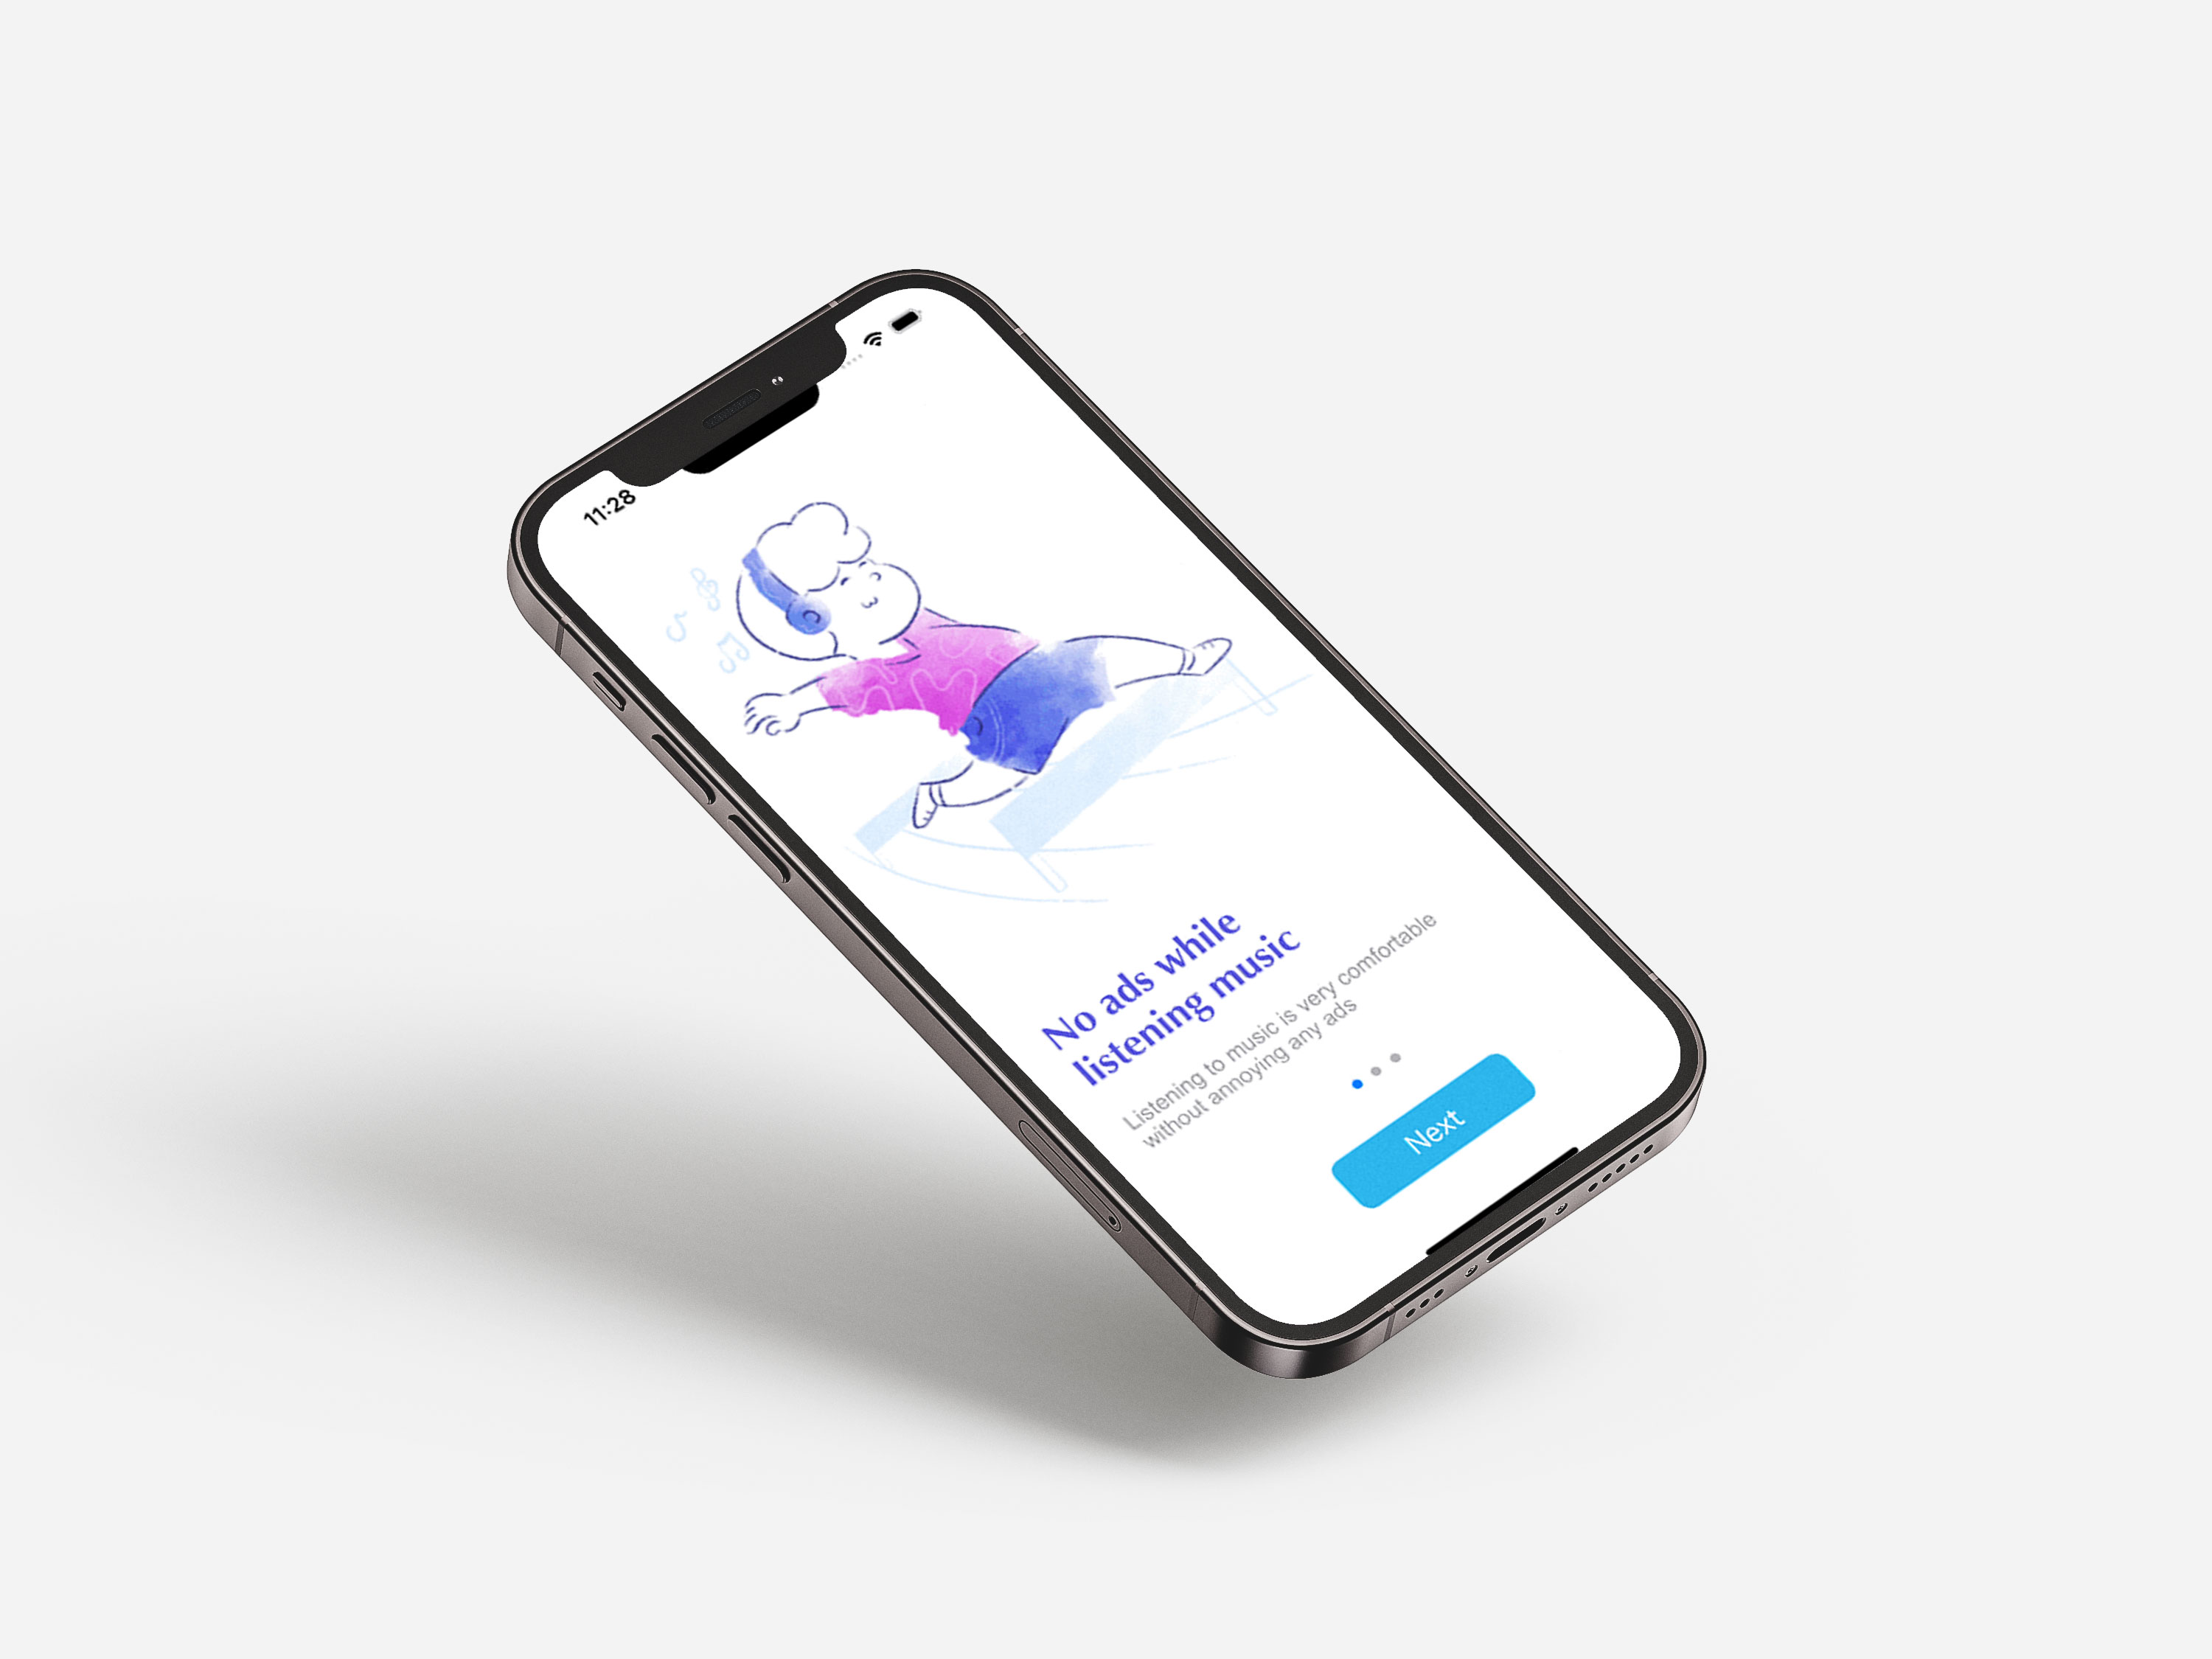 11:28
No ads while
listening music
Listening to music is very comfortable
without annoying any ads
Next